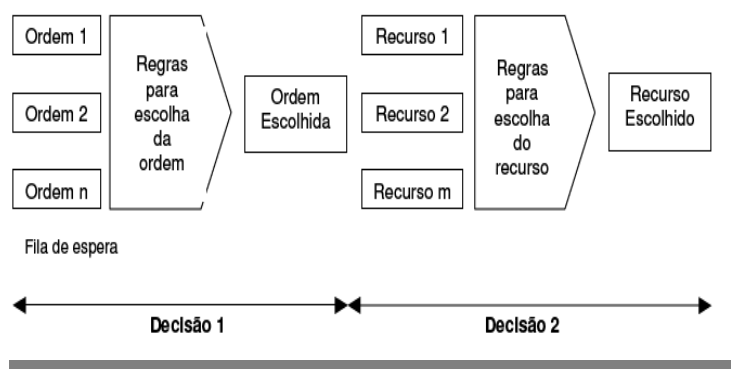 Ordem 1
Ordem 2
Ordem n
Regras
para
escolha
da
ordem
Ordem
Escolhida
Recurso 1
Recurso 2
Recurso m
Regras
para
escolha
do
recurso
Recurso
Escolhido
Fila de espera
Decisão 1
Decisão 2